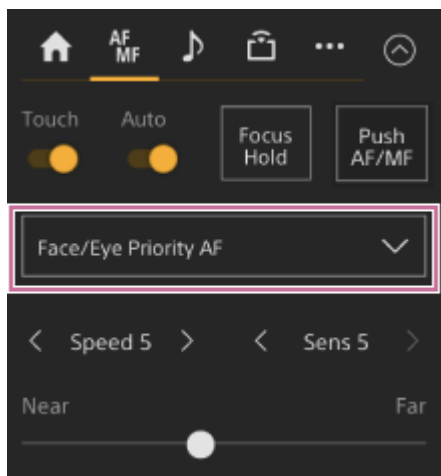 AF
MF
Touch
Auto
Focus
Hold
Push
AF/MF
Face/Eye Priority AF
Speed 5
Sens 5
Near
Far